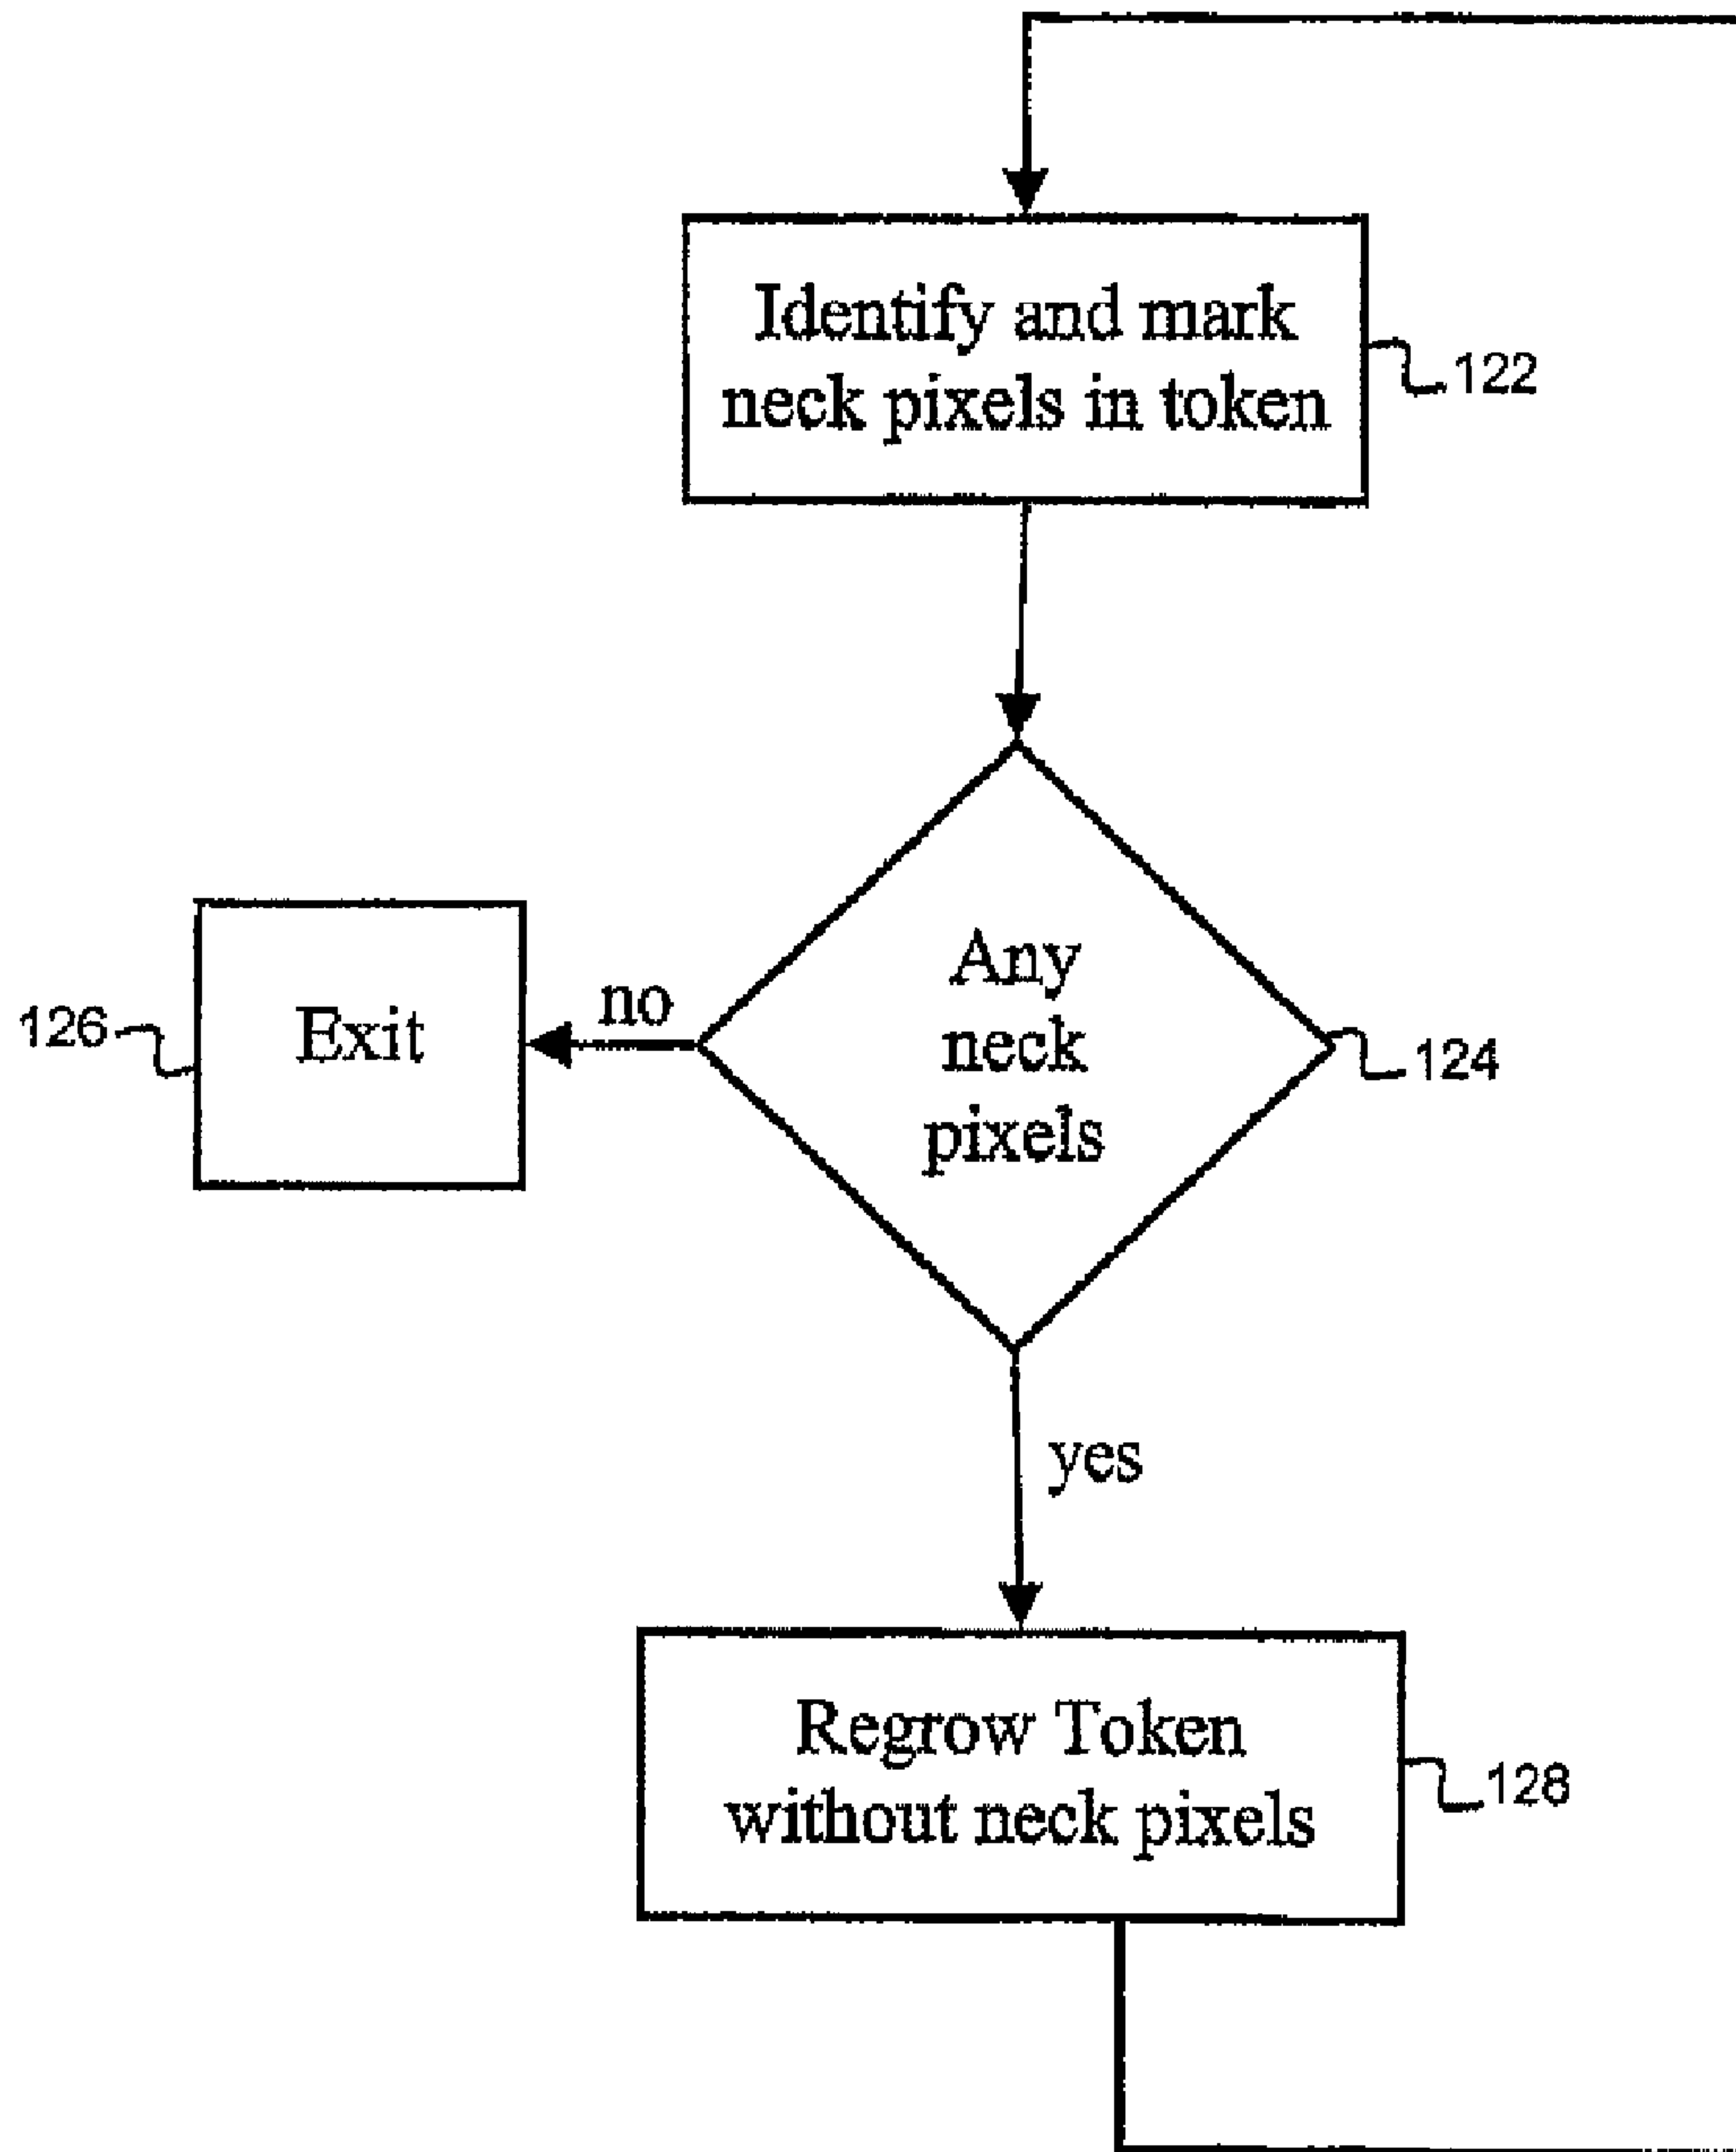 Identify and mark
neck pixels in token
122
Any
neck
pixels
124
no
Exit
126
yes
Regrow Token
without neck pixels
128